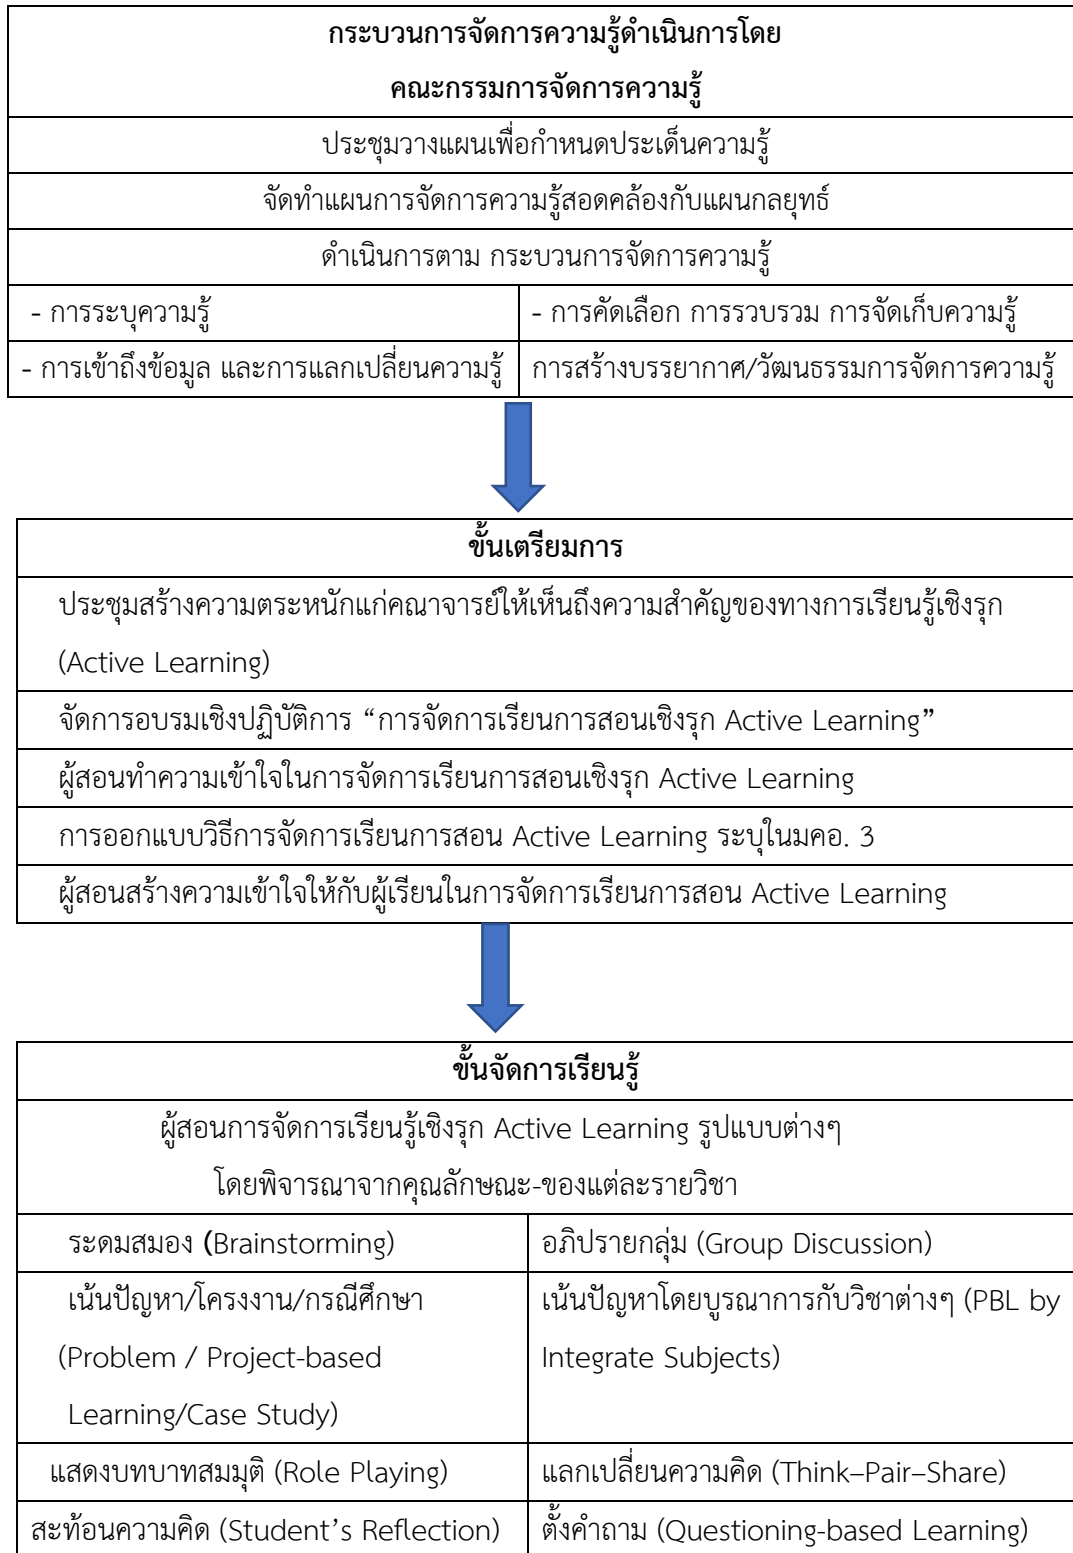 กระบวนการจัดการความรู้ดำเนินการโดย
คณะกรรมการจัดการความรู้
ประชุมวางแผนเพื่อกำหนดประเด็นความรู้
จัดทำแผนการจัดการความรู้สอดคล้องกับแผนกลยุทธ์
ดำเนินการตาม กระบวนการจัดการความรู้
- การระบุความรู้
- การคัดเลือก การรวบรวม การจัดเก็บความรู้
- การเข้าถึงข้อมูล และการแลกเปลี่ยนความรู้
การสร้างบรรยากาศ/วัฒนธรรมการจัดการความรู้
ขั้นเตรียมการ
ประชุมสร้างความตระหนักแก่คณาจารย์ให้เห็นถึงความสำคัญของทางการเรียนรู้เชิงรุก
(Active Learning)
จัดการอบรมเชิงปฏิบัติการ “การจัดการเรียนการสอนเชิงรุก Active Learning”
ผู้สอนทำความเข้าใจในการจัดการเรียนการสอนเชิงรุก Active Learning
การออกแบบวิธีการจัดการเรียนการสอน Active Learning ระบุในมคอ. 3
ผู้สอนสร้างความเข้าใจให้กับผู้เรียนในการจัดการเรียนการสอน Active Learning
ขั้นจัดการเรียนรู้
ผู้สอนการจัดการเรียนรู้เชิงรุก Active Learning รูปแบบต่างๆ
โดยพิจารณาจากคุณลักษณะ-ของแต่ละรายวิชา
ระดมสมอง (Brainstorming)
อภิปรายกลุ่ม (Group Discussion)
เน้นปัญหา/โครงงาน/กรณีศึกษา
(Problem / Project-based
Learning/Case Study)
เน้นปัญหาโดยบูรณาการกับวิชาต่างๆ (PBL by
Integrate Subjects)
แสดงบทบาทสมมุติ (Role Playing)
แลกเปลี่ยนความคิด (Think–Pair–Share)
สะท้อนความคิด (Student’s Reflection)
ตั้งคำถาม (Questioning-based Learning)